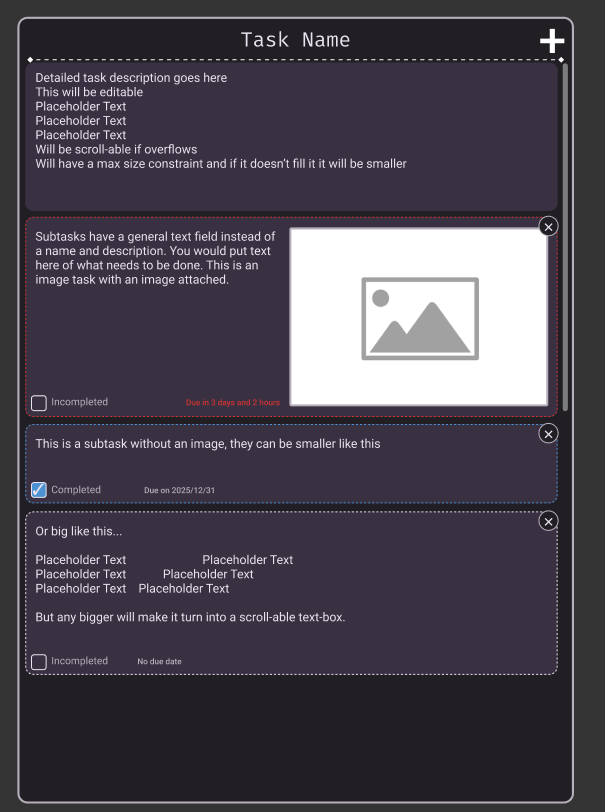 Task Name
Detailed task description goes here
This will be editable
Placeholder Text
Placeholder Text
Placeholder Text
Will be scroll-able if overflows
Will have a max size constraint and if it doesn’t fill it it will be smaller
Subtasks have a general text field instead of
a name and description. You would put text
here of what needs to be done. This is an
image task with an image attached.
Incompleted Due in 3 days and 2 hours
This is a subtask without an image, they can be smaller like this
Completed Due on 2025/12/31
Or big like this...
Placeholder Text Placeholder Text
Placeholder Text Placeholder Text
Placeholder Text Placeholder Text
But any bigger will make it turn into a scroll-able text-box.
Incompleted No due date